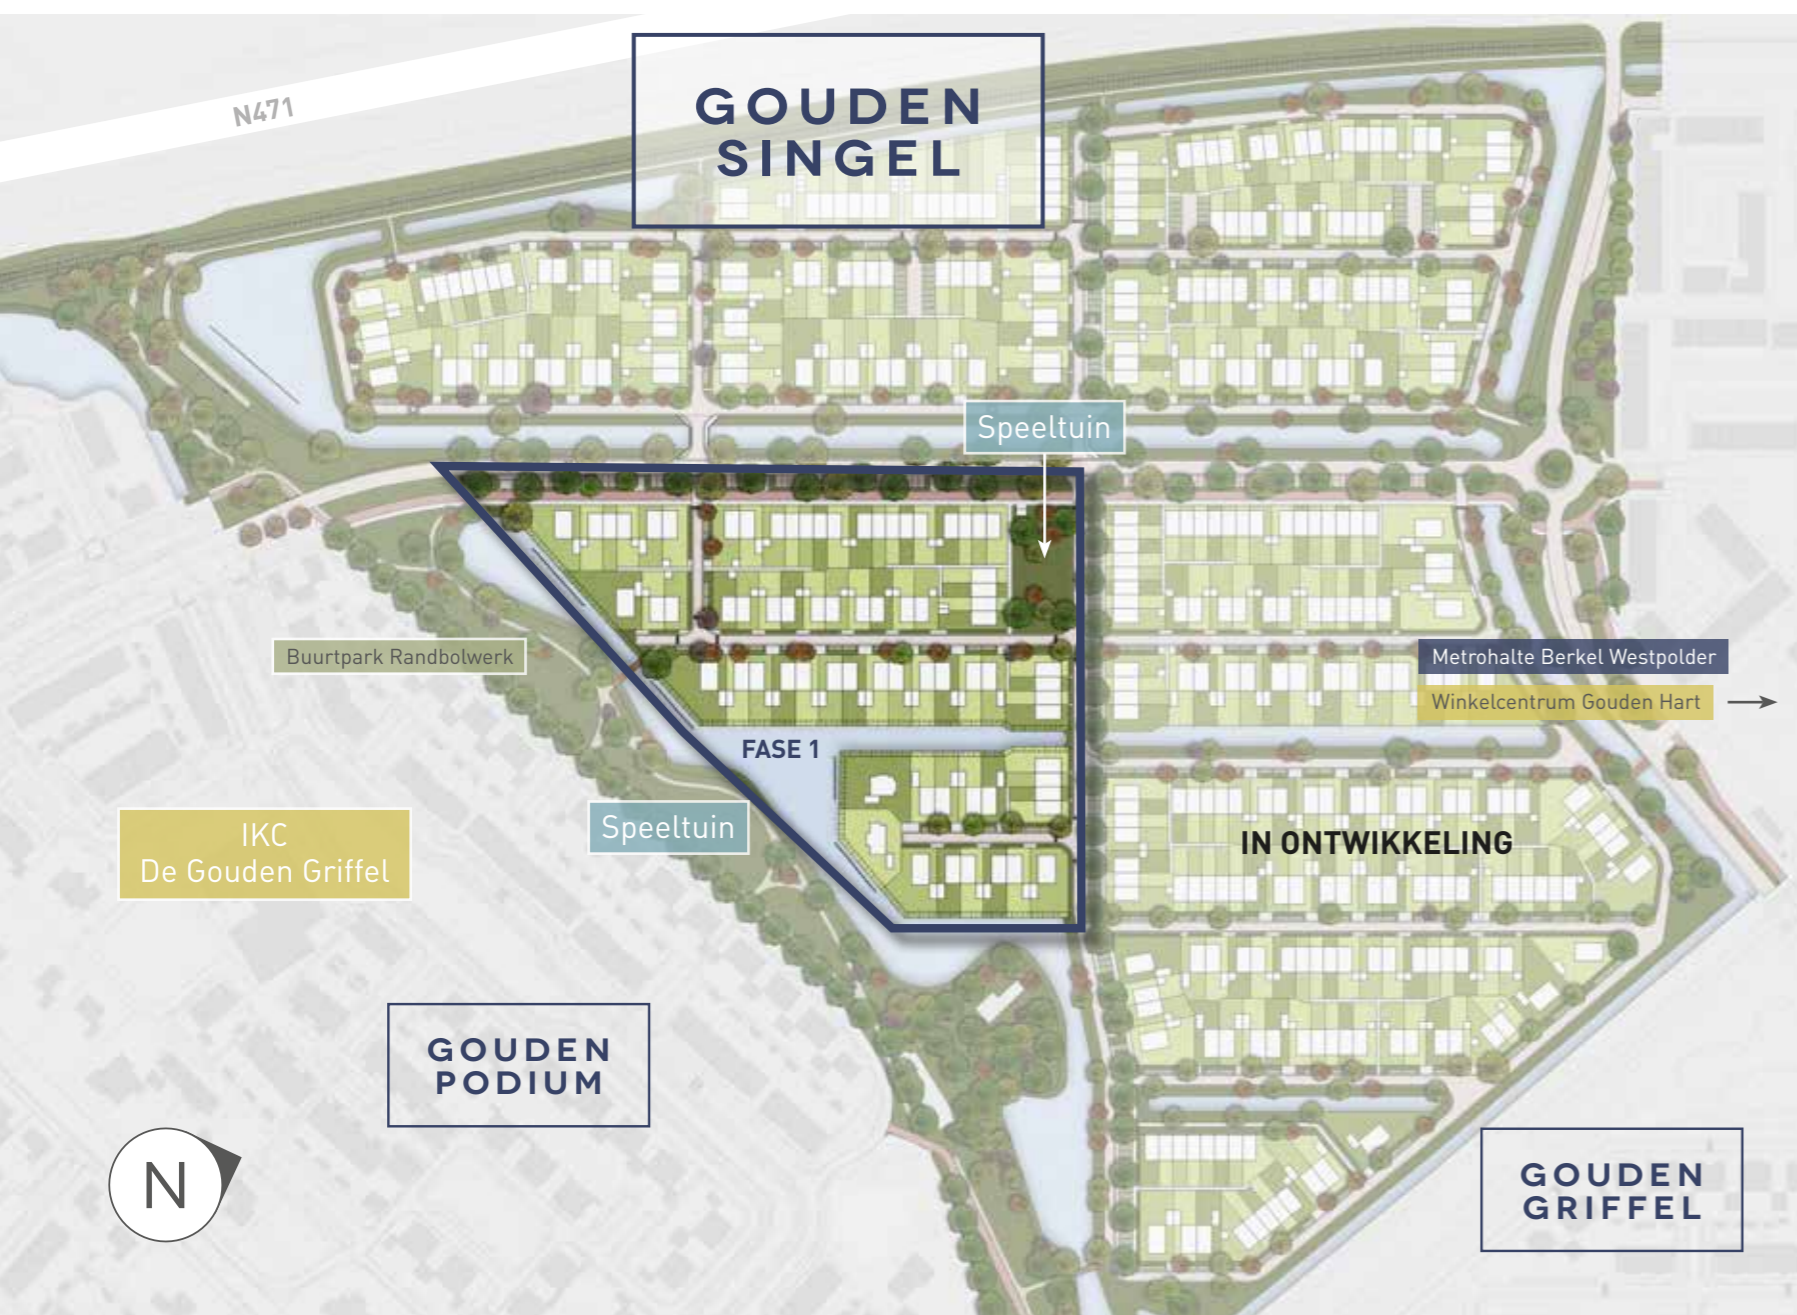 N471
GOUDEN
SINGEL
Speeltuin
Buurtpark Randbolwerk
Metrohalte Berkel Westpolder
Winkelcentrum Gouden Hart
FASE 1
Speeltuin
IKC
De Gouden Griffel
IN ONTWIKKELING
GOUDEN
PODIUM
N
GOUDEN
GRIFFEL